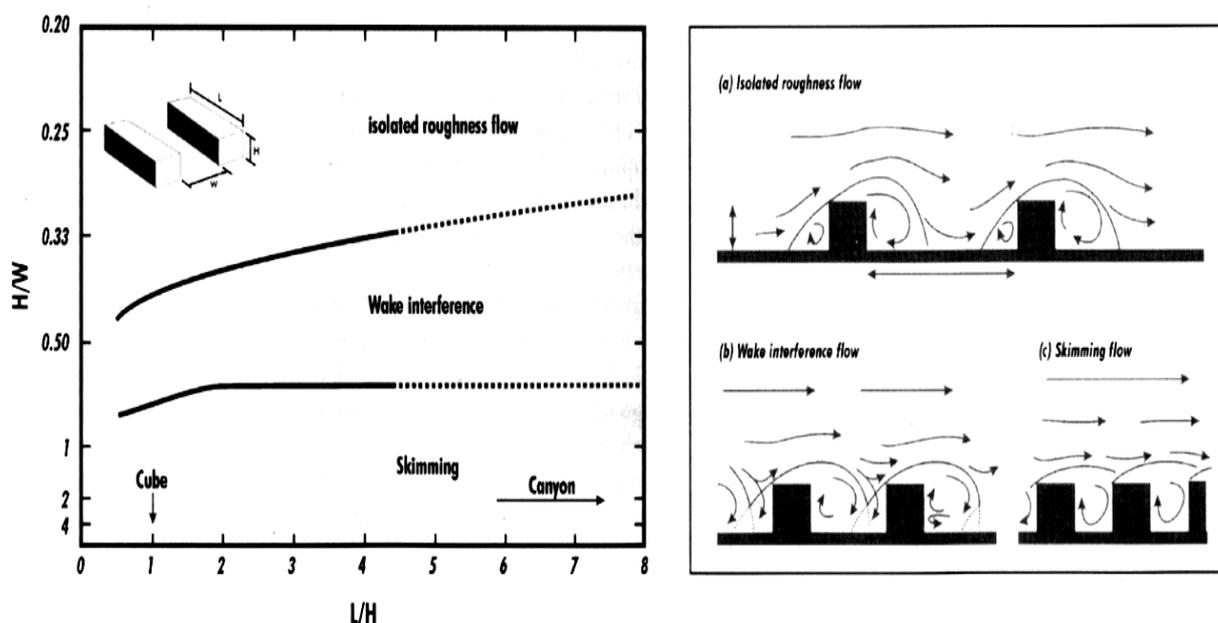 0.20
0.25
0.33
0.50
1
2
4
H/W
L
H
W
isolated roughness flow
Wake interference
Skimming
Cube
Canyon
0 1 2 3 4 5 6 7 8
L/H
(a) Isolated roughness flow
(b) Wake interference flow
(c) Skimming flow